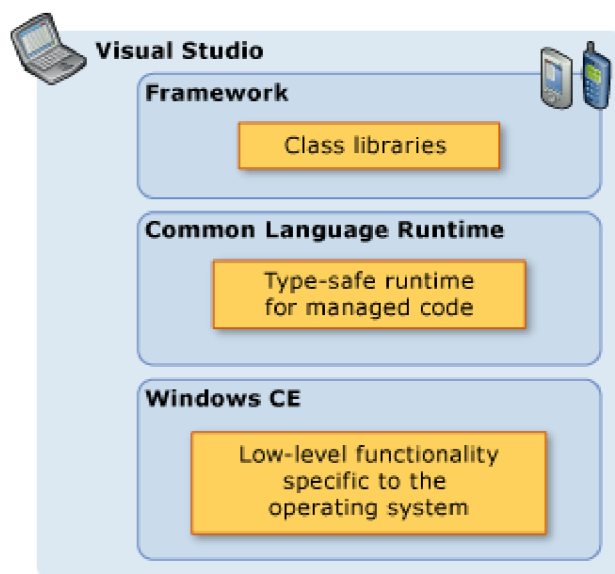 Visual Studio
Framework
Class libraries
Common Language Runtime
Type-safe runtime
for managed code
Windows CE
Low-level functionality
specific to the
operating system